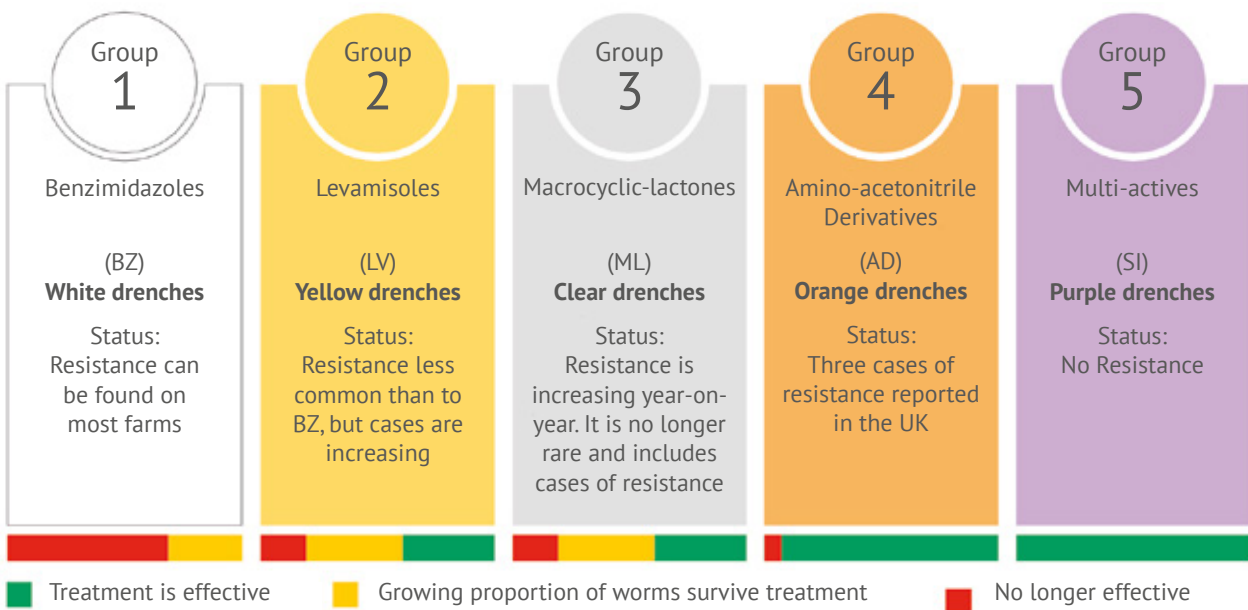 Group
1
Benzimidazoles
(BZ)
White drenches
Status:
Resistance can
be found on
most farms
Group
2
Levamisoles
(LV)
Yellow drenches
Status:
Resistance less
common than to
BZ, but cases are
increasing
Group
3
Macrocyclic-lactones
(ML)
Clear drenches
Status:
Resistance is
increasing year-on-
year. It is no longer
rare and includes
cases of resistance
Group
4
Amino-acetonitrile
Derivatives
(AD)
Orange drenches
Status:
Three cases of
resistance reported
in the UK
Group
5
Multi-actives
(SI)
Purple drenches
Status:
No Resistance
Treatment is effective
Growing proportion of worms survive treatment
No longer effective